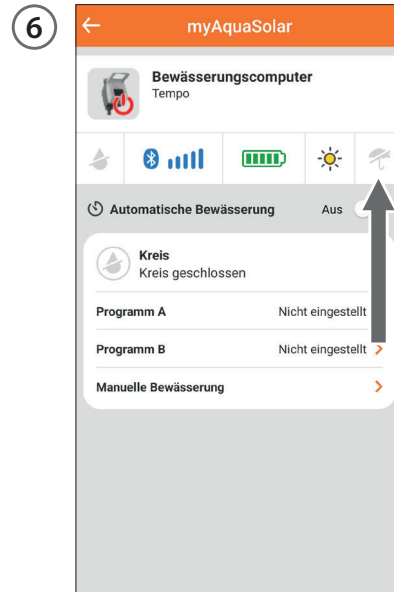 6
myAquaSolar
Bewässerungscomputer
Tempo
Automatische Bewässerung Aus
Kreis
Kreis geschlossen
Programm A Nicht eingestellt
Programm B Nicht eingestellt
Manuelle Bewässerung